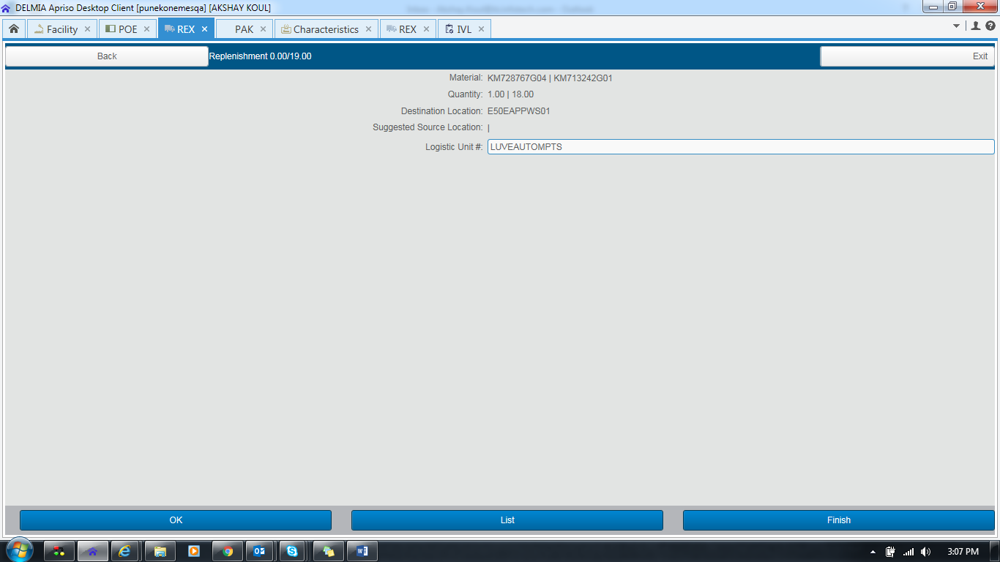 DELMIA Apriso Desktop Client [punekonemesqa] [AKSHAY KOUL]
Facility POE REX PAK Characteristics REX IVL
Back Replenishment 0.00/19.00 Exit
Material: KM728767G04 | KM713242G01
Quantity: 1.00 | 18.00
Destination Location: E50EAPPWS01
Suggested Source Location: |
Logistic Unit #: LUVEAUTOMPTS
OK List Finish
3:07 PM